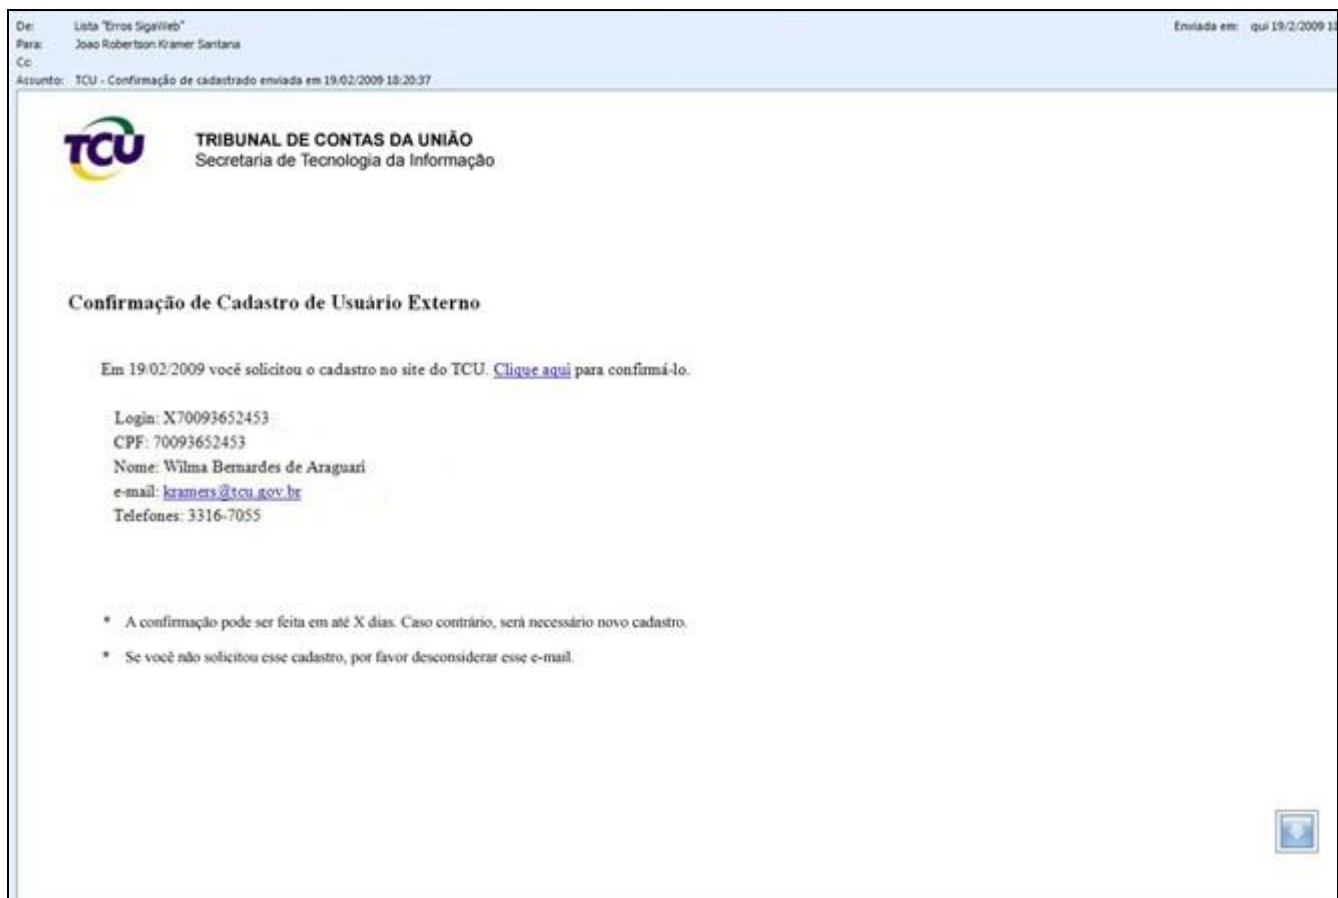 De: Lista "Erros SigaWeb"
Enviada em: qui 19/2/2009
Para: Joao Robertson Kramer Santana
Cc:
Assunto: TCU - Confirmação de cadastrado enviada em 19/02/2009 18:20:37
TCU
TRIBUNAL DE CONTAS DA UNIÃO
Secretaria de Tecnologia da Informação
Confirmação de Cadastro de Usuário Externo
Em 19/02/2009 você solicitou o cadastro no site do TCU. Clique aqui para confirmá-lo.
Login: X70093652453
CPF: 70093652453
Nome: Wilma Bernardes de Araguari
e-mail: kramers@tcu.gov.br
Telefones: 3316-7055
* A confirmação pode ser feita em até X dias. Caso contrário, será necessário novo cadastro.
* Se você não solicitou esse cadastro, por favor desconsiderar esse e-mail.